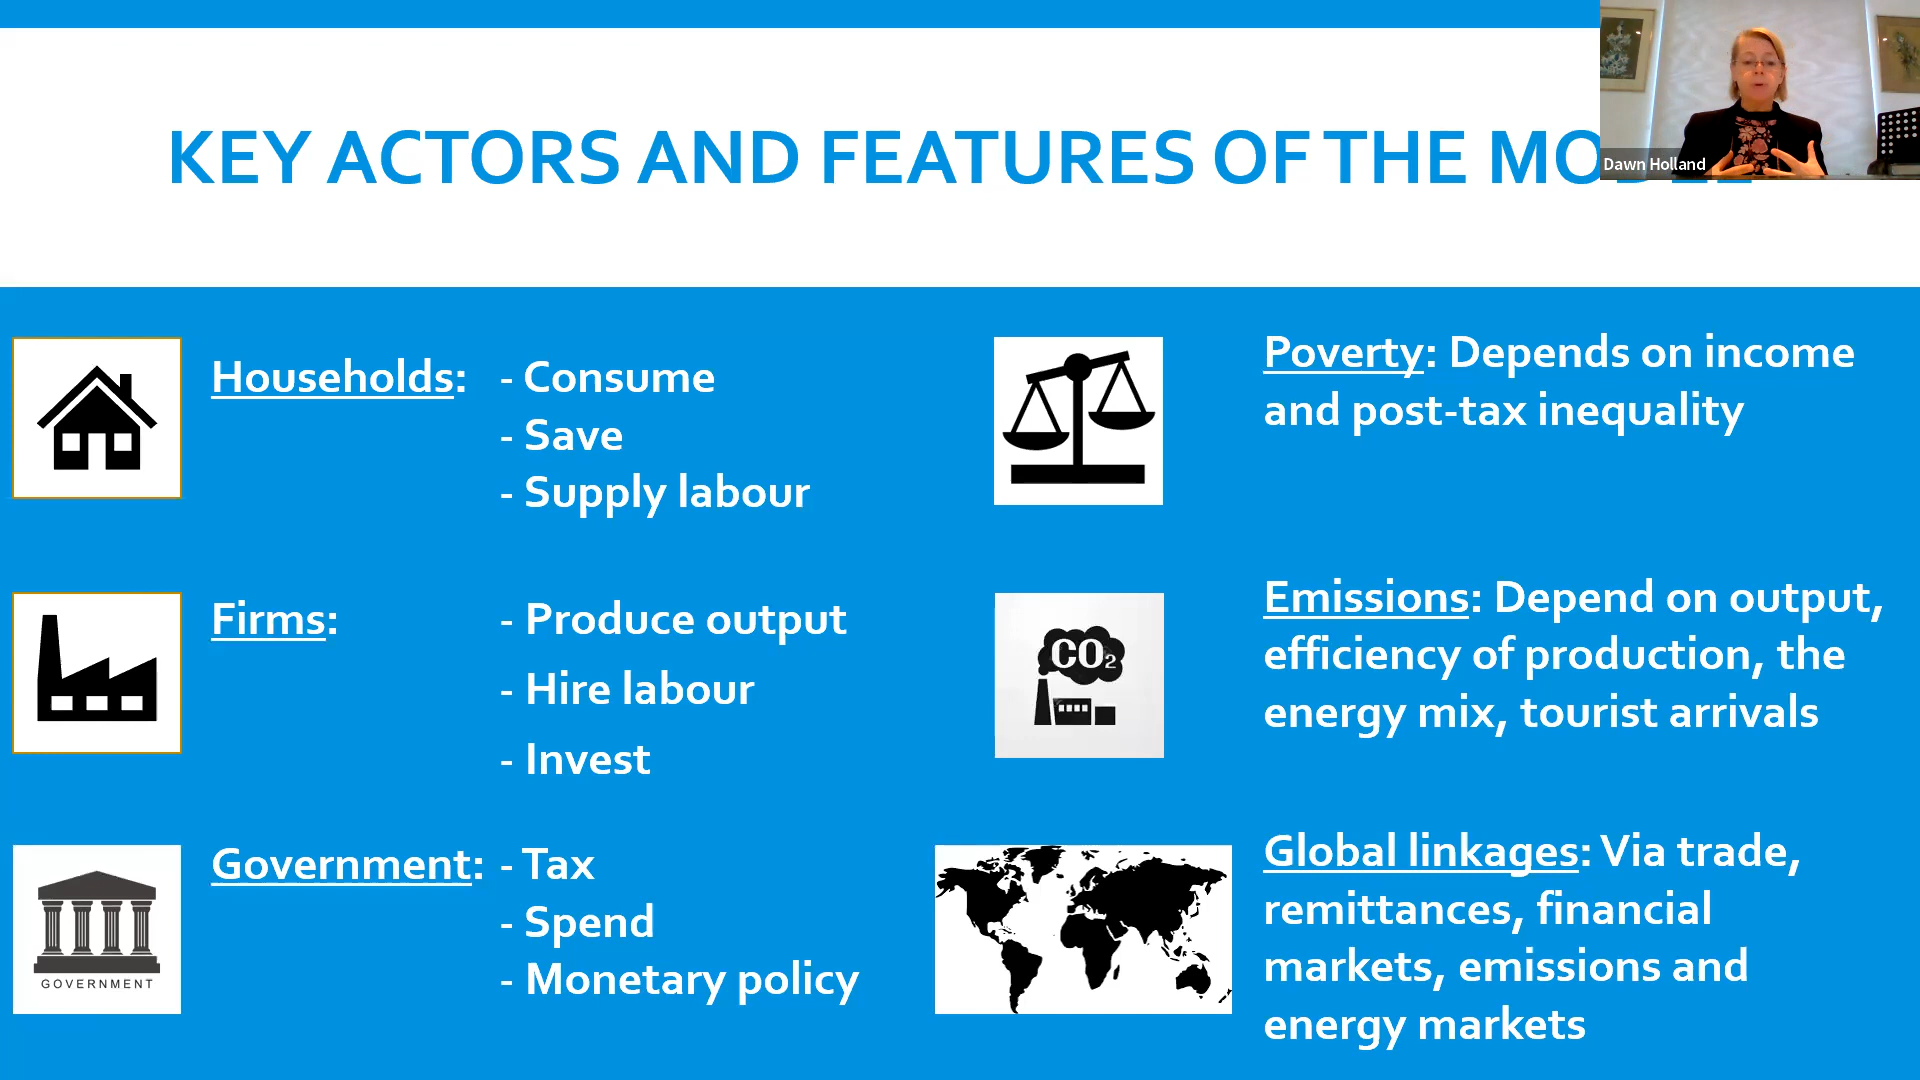 KEY ACTORS AND FEATURES OF THE
Dawn Holland
Households: - Consume
- Save
- Supply labour
Firms: - Produce output
- Hire labour
- Invest
GOVERNMENT
Government: - Tax
- Spend
- Monetary policy
Poverty: Depends on income
and post-tax inequality
CO2
Emissions: Depend on output,
efficiency of production, the
energy mix, tourist arrivals
Global linkages: Via trade,
remittances, financial
markets, emissions and
energy markets